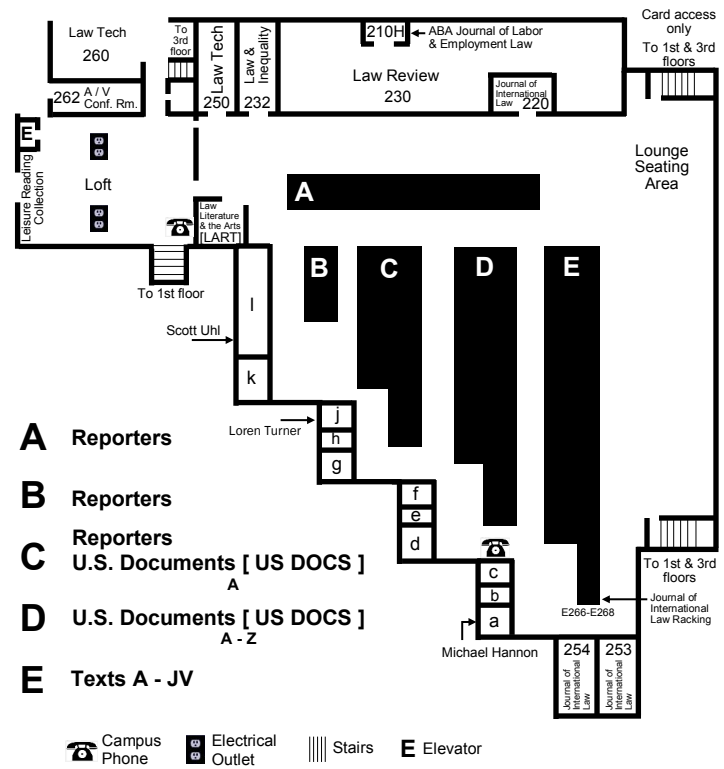 Law Tech
260
262 A / V
Conf. Rm.
To
3rd
floor
Law Tech
250
Law &
Inequality
232
210H
ABA Journal of Labor
& Employment Law
Law Review
230
Journal of
International
Law 220
Card access
only
To 1st & 3rd
floors
E
Leisure Reading
Collection
Loft
Law
Literature
& the Arts
[LART]
Lounge
Seating
Area
A
B
C
D
E
To 1st floor
l
Scott Uhl
k
j
Loren Turner
h
g
f
e
d
c
b
a
Michael Hannon
To 1st & 3rd
floors
E266-E268
Journal of
International
Law Racking
254
Journal of
International
Law
253
Journal of
International
Law
A Reporters
B Reporters
Reporters
C U.S. Documents [ US DOCS ]
A
D U.S. Documents [ US DOCS ]
A - Z
E Texts A - JV
Campus
Phone
Electrical
Outlet
Stairs
E Elevator